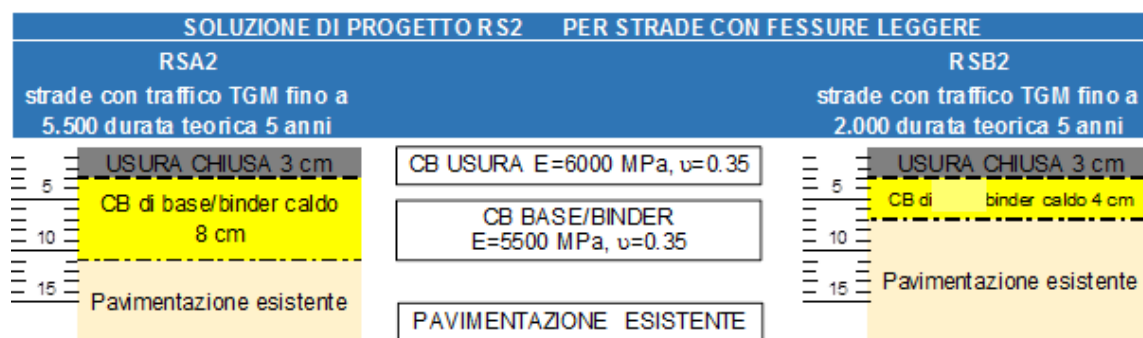 SOLUZIONE DI PROGETTO RS2 PER STRADE CON FESSURE LEGGERE
RSA2
strade con traffico TGM fino a
5.500 durata teorica 5 anni
RSB2
strade con traffico TGM fino a
2.000 durata teorica 5 anni
5
10
15
USURA CHIUSA 3 cm
CB di base/binder caldo
8 cm
Pavimentazione esistente
CB USURA E=6000 MPa, υ=0.35
CB BASE/BINDER
E=5500 MPa, υ=0.35
PAVIMENTAZIONE ESISTENTE
5
10
15
USURA CHIUSA 3 cm
CB di binder caldo 4 cm
Pavimentazione esistente